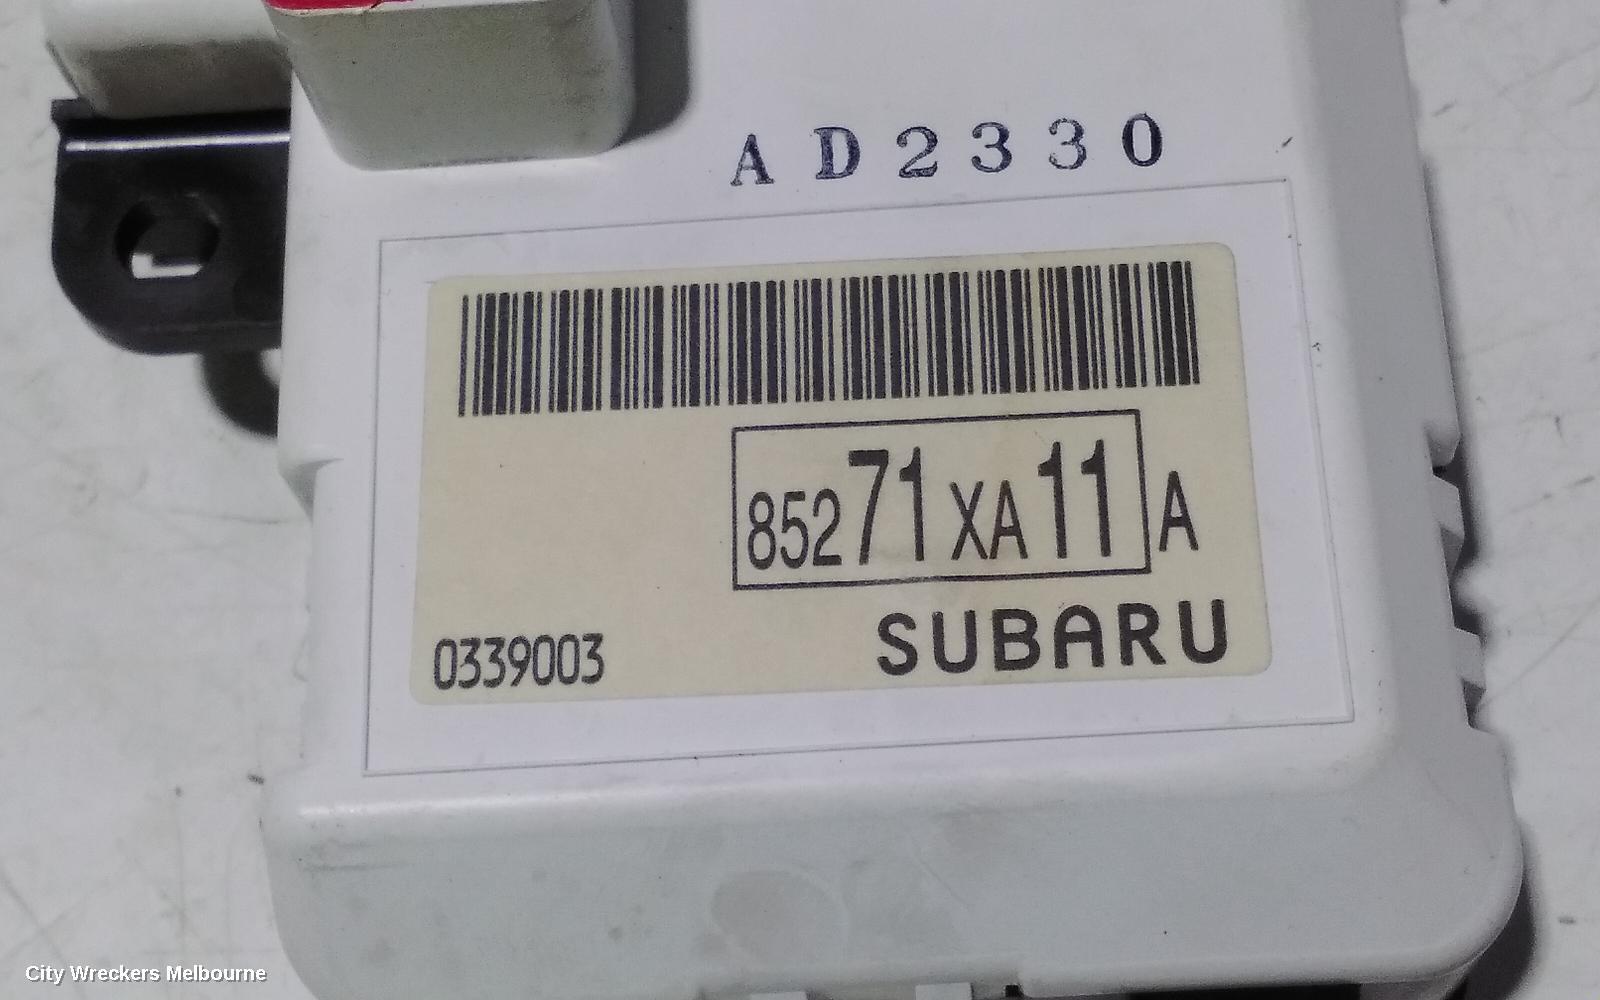 AD2330
85271XA11A
SUBARU
0339003
City Wreckers Melbourne